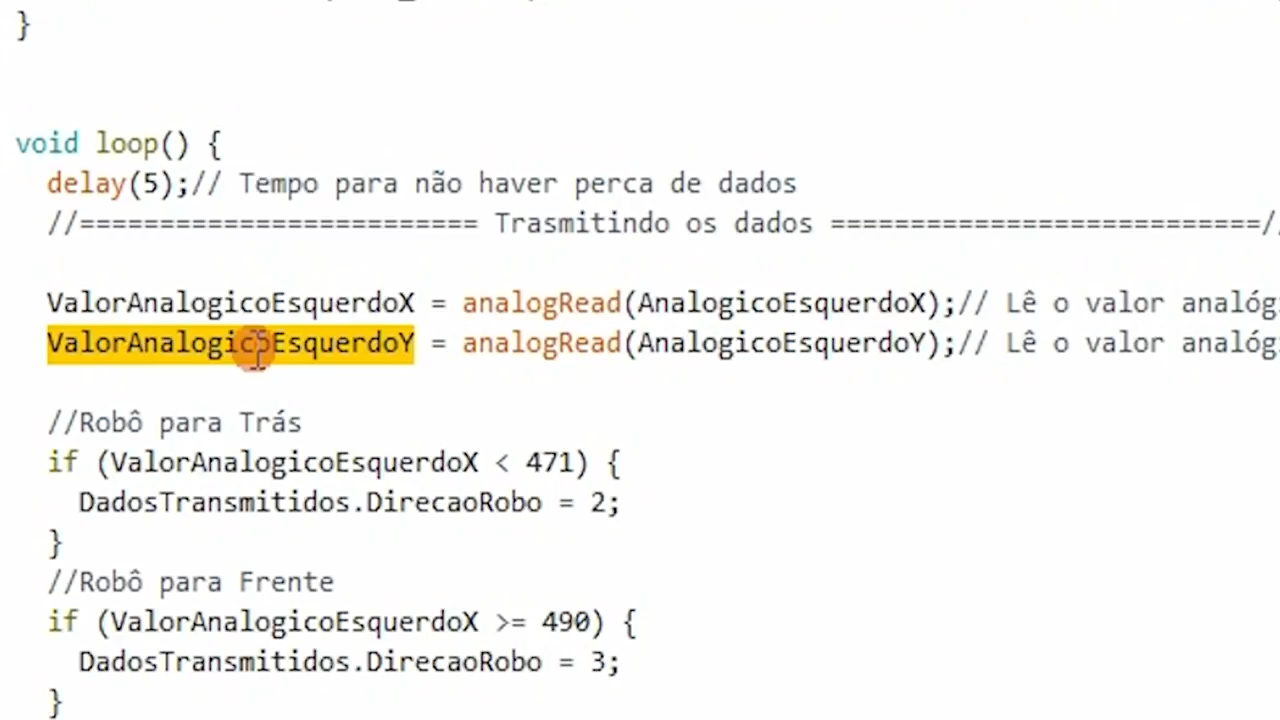 }
void loop() {
delay(5);// Tempo para não haver perca de dados
//========================= Trasmitindo os dados ===========================//
ValorAnalogicoEsquerdoX = analogRead(AnalogicoEsquerdoX);// Lê o valor analóg
ValorAnalogicoEsquerdoY = analogRead(AnalogicoEsquerdoY);// Lê o valor analóg
//Robô para Trás
if (ValorAnalogicoEsquerdoX < 471) {
DadosTransmitidos.DirecaoRobo = 2;
}
//Robô para Frente
if (ValorAnalogicoEsquerdoX >= 490) {
DadosTransmitidos.DirecaoRobo = 3;
}